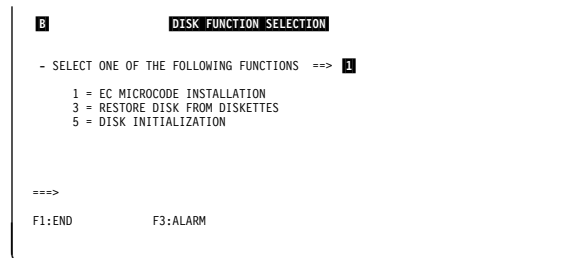 B DISK FUNCTION SELECTION
- SELECT ONE OF THE FOLLOWING FUNCTIONS ==> 1
1 = EC MICROCODE INSTALLATION
3 = RESTORE DISK FROM DISKETTES
5 = DISK INITIALIZATION
===>
F1:END F3:ALARM